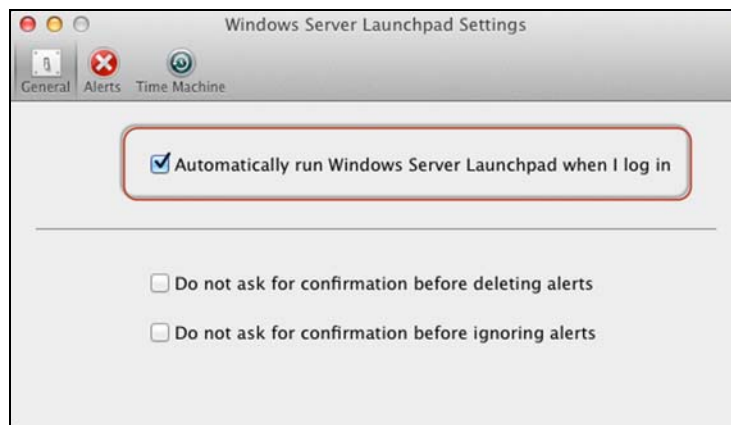 Windows Server Launchpad Settings
General Alerts Time Machine
Automatically run Windows Server Launchpad when I log in
Do not ask for confirmation before deleting alerts
Do not ask for confirmation before ignoring alerts